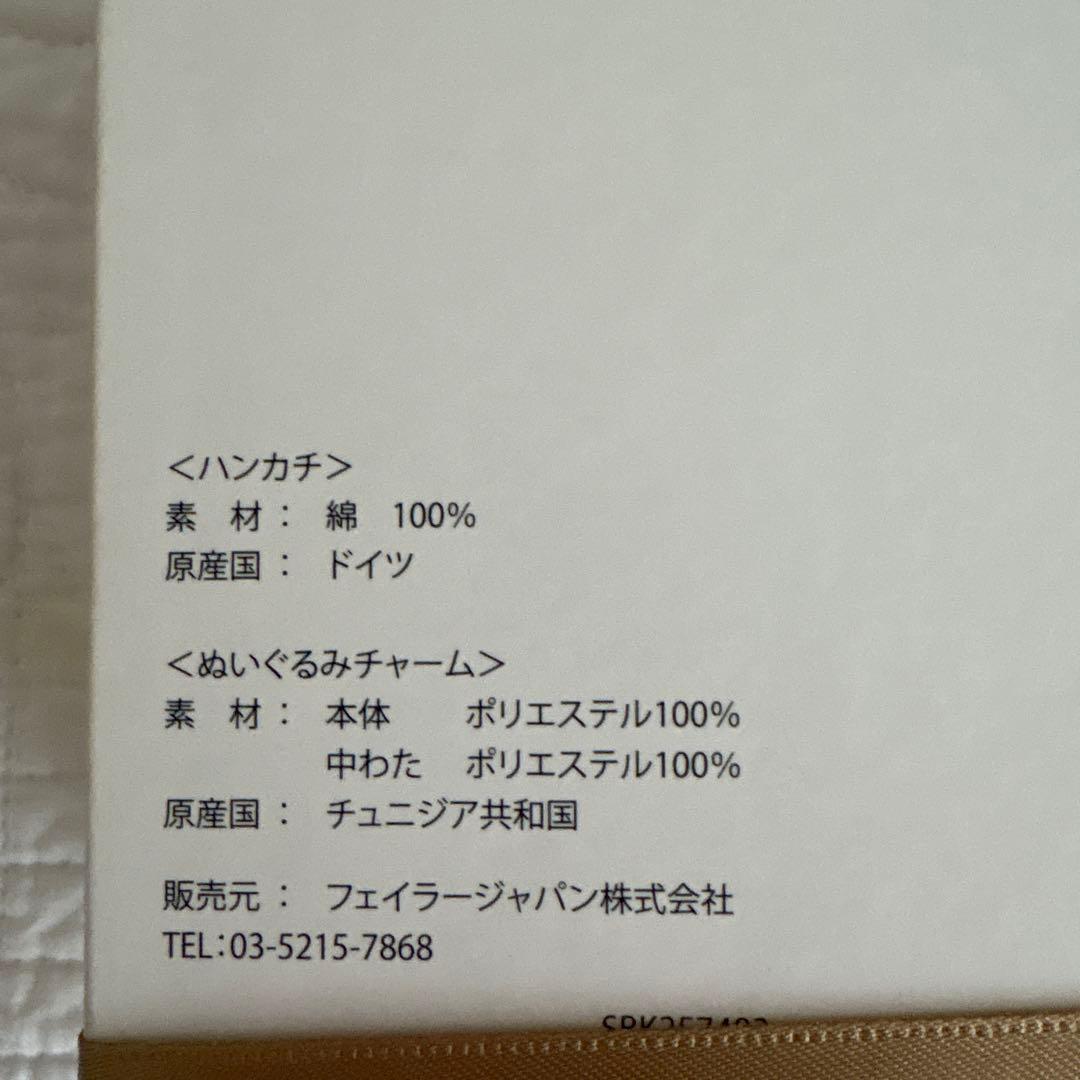 ＜ハンカチ＞
素　材：　綿　100%
原産国：　ドイツ
＜ぬいぐるみチャーム＞
素　材：　本体　　ポリエステル100%
中わた　ポリエステル100%
原産国：　チュニジア共和国
販売元：　フェイラージャパン株式会社
TEL：03-5215-7868